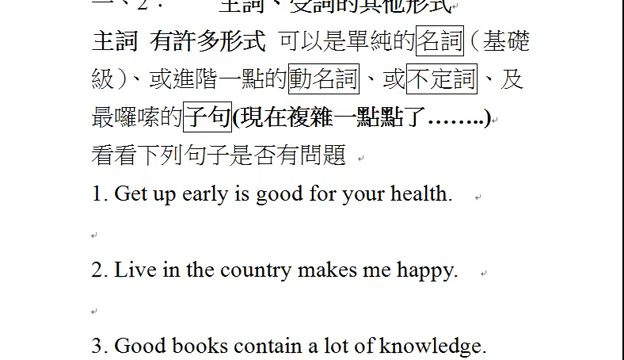 一、2： 主詞、受詞的其他形式
主詞 有許多形式 可以是單純的名詞（基礎
級）、或進階一點的動名詞、或不定詞、及
最囉嗦的子句(現在複雜一點點了……..)
看看下列句子是否有問題
1. Get up early is good for your health.
2. Live in the country makes me happy.
3. Good books contain a lot of knowledge.